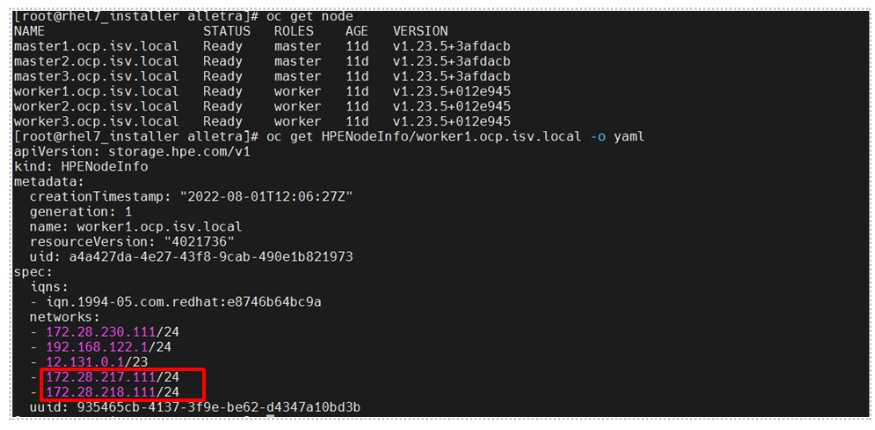 [root@rhel7_installer alletra]# oc get node
NAME STATUS ROLES AGE VERSION
master1.ocp.isv.local Ready master 11d v1.23.5+3afdacb
master2.ocp.isv.local Ready master 11d v1.23.5+3afdacb
master3.ocp.isv.local Ready master 11d v1.23.5+3afdacb
worker1.ocp.isv.local Ready worker 11d v1.23.5+012e945
worker2.ocp.isv.local Ready worker 11d v1.23.5+012e945
worker3.ocp.isv.local Ready worker 11d v1.23.5+012e945
[root@rhel7_installer alletra]# oc get HPENodeInfo/worker1.ocp.isv.local -o yaml
apiVersion: storage.hpe.com/v1
kind: HPENodeInfo
metadata:
  creationTimestamp: "2022-08-01T12:06:27Z"
  generation: 1
  name: worker1.ocp.isv.local
  resourceVersion: "4021736"
  uid: a4a427da-4e27-43f8-9cab-490e1b821973
spec:
  iqns:
  - iqn.1994-05.com.redhat:e8746b64bc9a
  networks:
  - 172.28.230.111/24
  - 192.168.122.1/24
  - 12.131.0.1/23
  - 172.28.217.111/24
  - 172.28.218.111/24
  uuid: 935465cb-4137-3f9e-be62-d4347a10bd3b